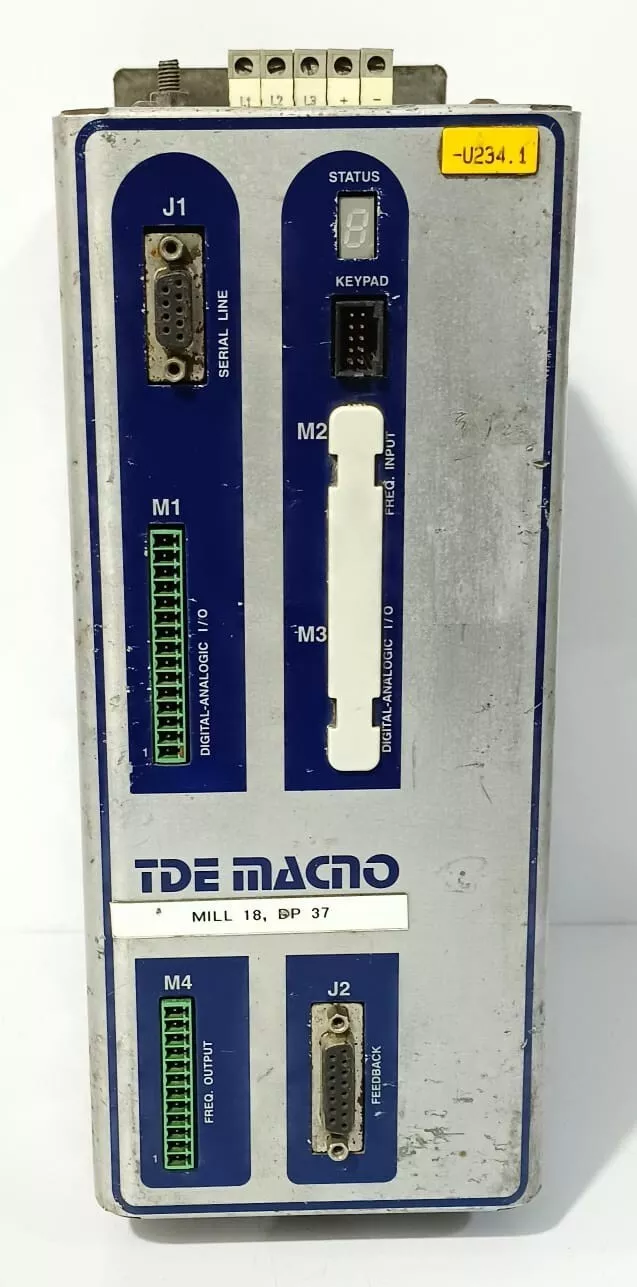 L1 L2 L3 + -
-U234.1
STATUS
J1
KEYPAD
SERIAL LINE
M2
FREQ. INPUT
M1
M3
DIGITAL-ANALOGIC I/O
DIGITAL-ANALOGIC I/O
1
TDE MACNO
MILL 18, DP 37
M4
J2
FREQ. OUTPUT
FEEDBACK
1